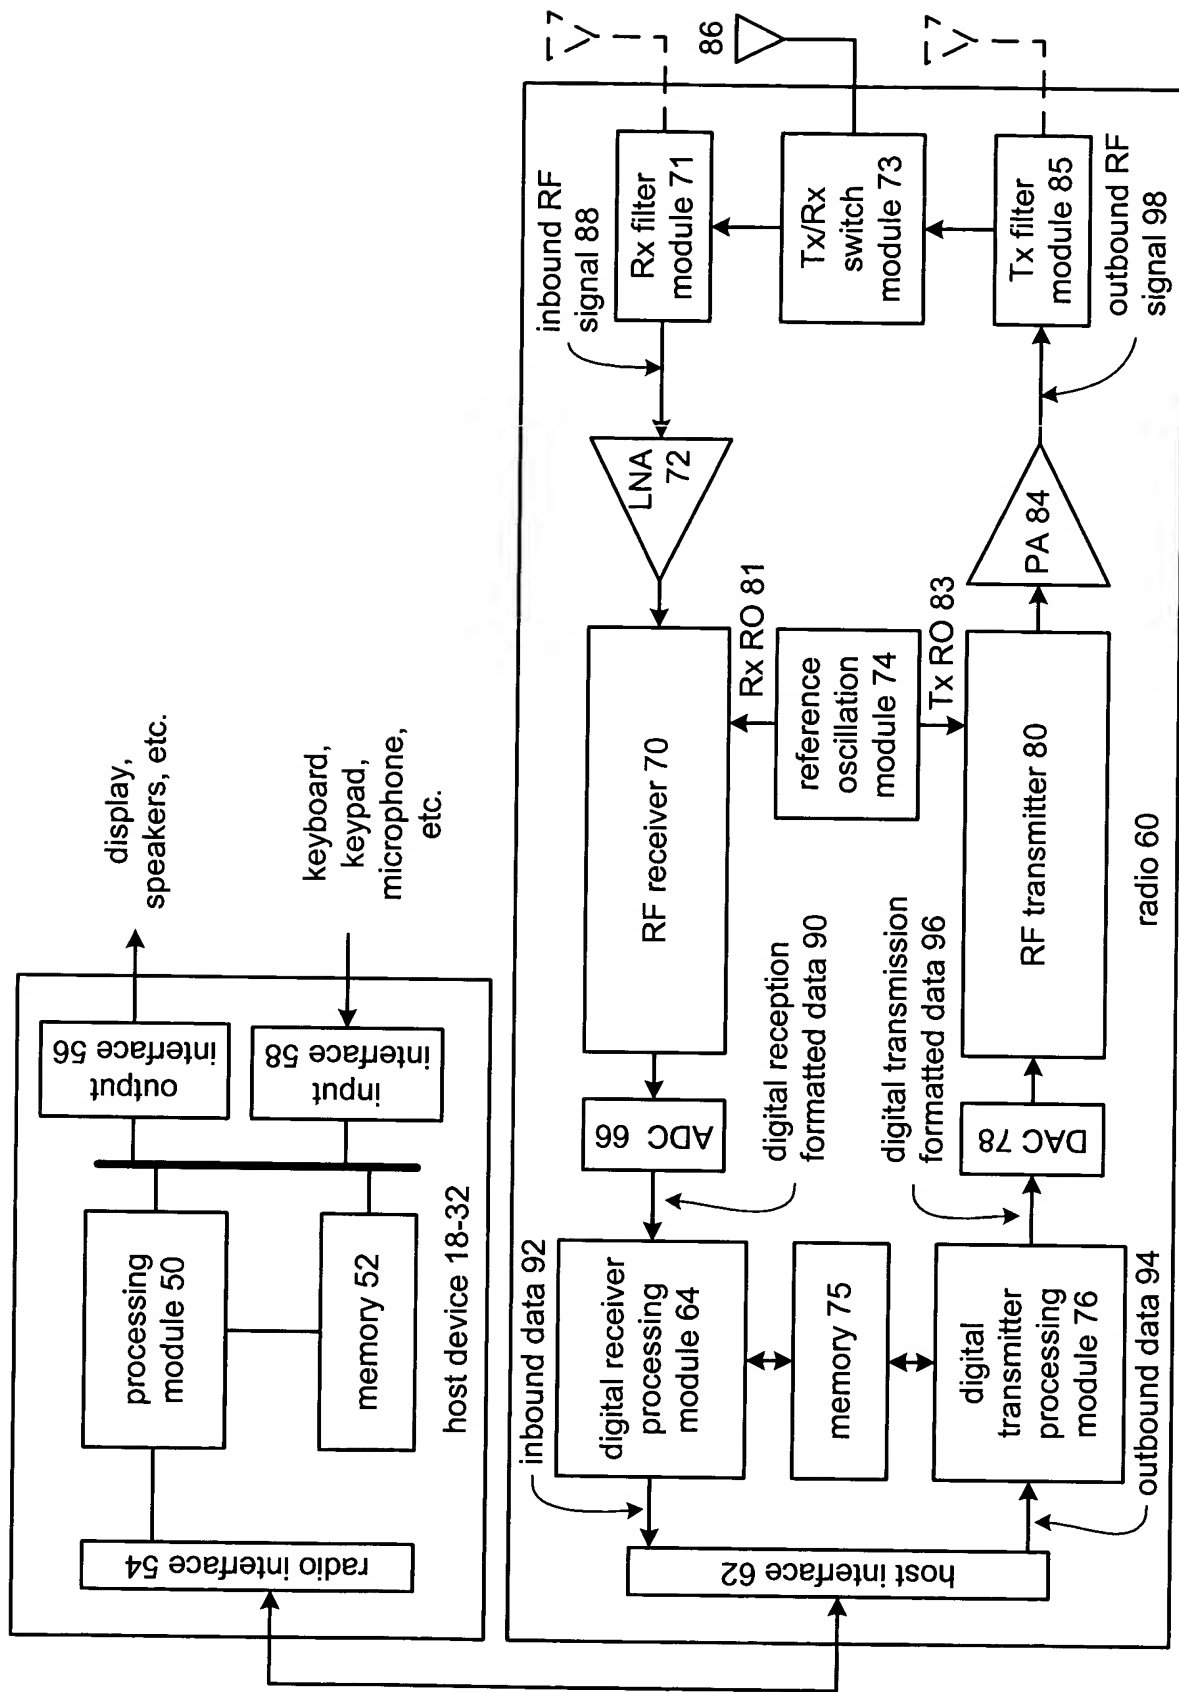 display,
speakers, etc.
keyboard,
keypad,
microphone,
etc.
output
interface 56
input
interface 58
processing
module 50
memory 52
radio interface 54
host device 18-32
86
inbound RF
signal 88
Rx filter
module 71
Tx/Rx
switch
module 73
Tx filter
module 85
outbound RF
signal 98
LNA
72
PA 84
RF receiver 70
Rx RO 81
reference
oscillation
module 74
Tx RO 83
RF transmitter 80
radio 60
ADC 66
digital reception
formatted data 90
digital transmission
formatted data 96
DAC 78
inbound data 92
digital receiver
processing
module 64
memory 75
digital
transmitter
processing
module 76
outbound data 94
host interface 62